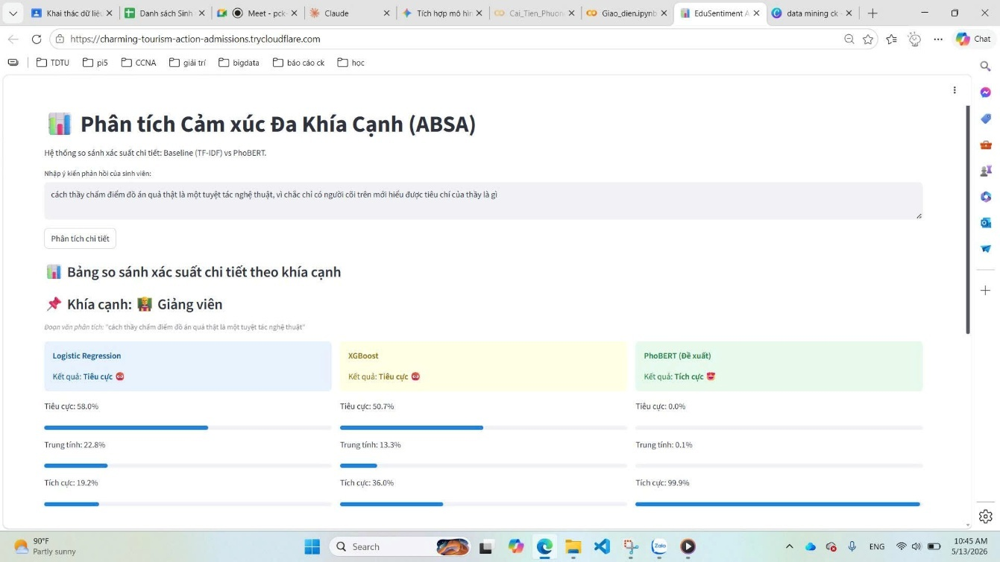 Khai thác dữ liệu
Danh sách Sinh
Meet - pck-
Claude
Tích hợp mô hìn
Cai_Tien_Phuon
Giao_dien.ipynb
EduSentiment A
data mining ck -
https://charming-tourism-action-admissions.trycloudflare.com
Chat
TDTU
pi5
CCNA
giải trí
bigdata
báo cáo ck
học
Phân tích Cảm xúc Đa Khía Cạnh (ABSA)
Hệ thống so sánh xác suất chi tiết: Baseline (TF-IDF) vs PhoBERT.
Nhập ý kiến phản hồi của sinh viên:
cách thầy chấm điểm đồ án quả thật là một tuyệt tác nghệ thuật, vì chắc chỉ có người cõi trên mới hiểu được tiêu chí của thầy là gì
Phân tích chi tiết
Bảng so sánh xác suất chi tiết theo khía cạnh
Khía cạnh: Giảng viên
Đoạn văn phân tích: "cách thầy chấm điểm đồ án quả thật là một tuyệt tác nghệ thuật"
Logistic Regression
Kết quả: Tiêu cực
XGBoost
Kết quả: Tiêu cực
PhoBERT (Đề xuất)
Kết quả: Tích cực
Tiêu cực: 58.0%
Tiêu cực: 50.7%
Tiêu cực: 0.0%
Trung tính: 22.8%
Trung tính: 13.3%
Trung tính: 0.1%
Tích cực: 19.2%
Tích cực: 36.0%
Tích cực: 99.9%
90°F
Partly sunny
Search
Zalo
ENG
10:45 AM
5/13/2026